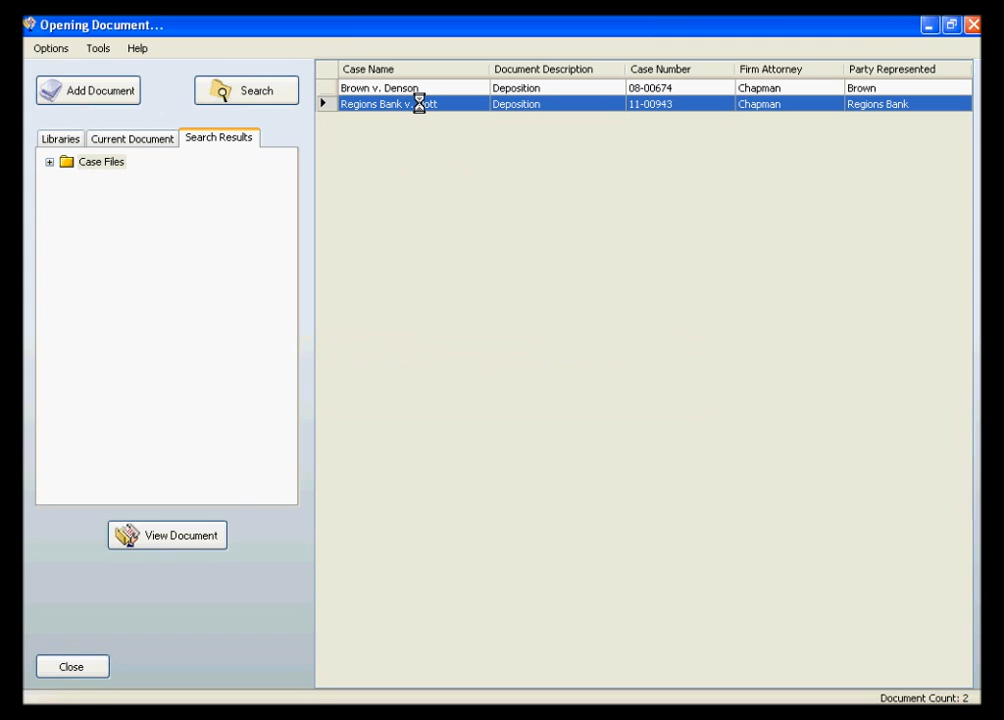 Opening Document...
Options Tools Help
Add Document Search
Libraries Current Document Search Results
Case Files
View Document
Close
Case Name Document Description Case Number Firm Attorney Party Represented
Brown v. Denson Deposition 08-00674 Chapman Brown
Regions Bank v. Deposition 11-00943 Chapman Regions Bank
Document Count: 2